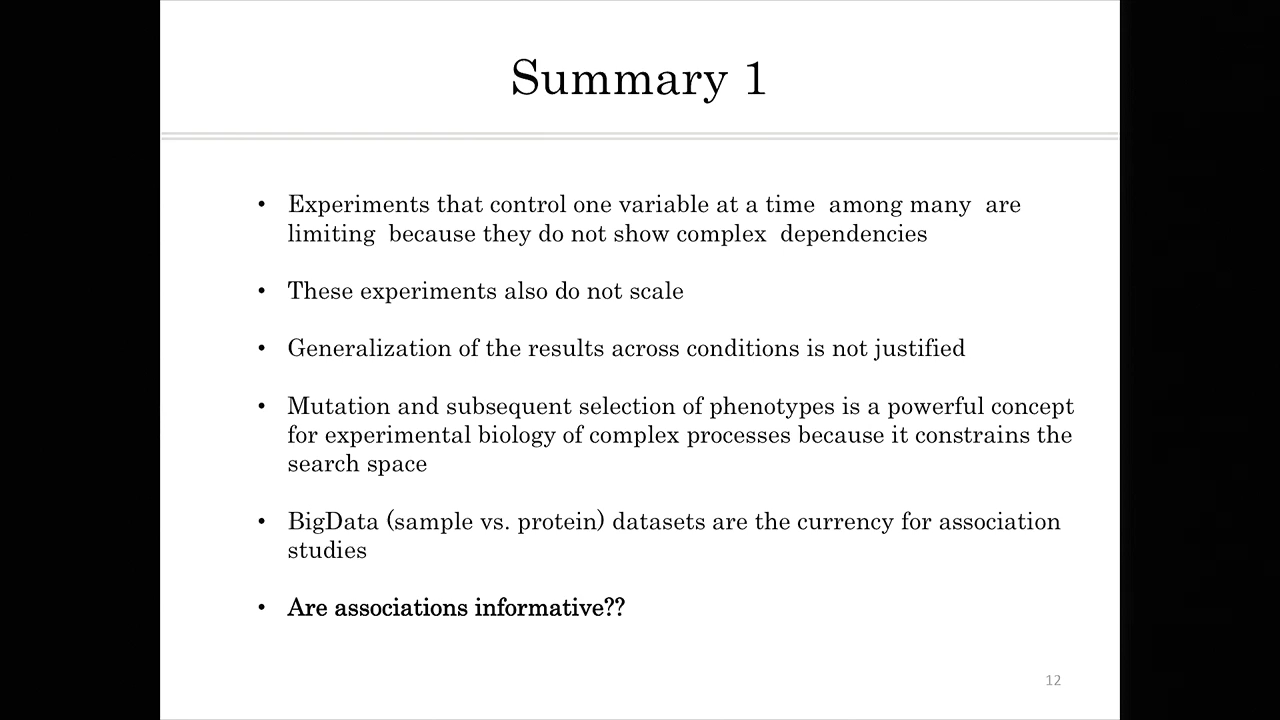 Summary 1
• Experiments that control one variable at a time  among many  are
limiting  because they do not show complex  dependencies
• These experiments also do not scale
• Generalization of the results across conditions is not justified
• Mutation and subsequent selection of phenotypes is a powerful concept
for experimental biology of complex processes because it constrains the
search space
• BigData (sample vs. protein) datasets are the currency for association
studies
• Are associations informative??
12